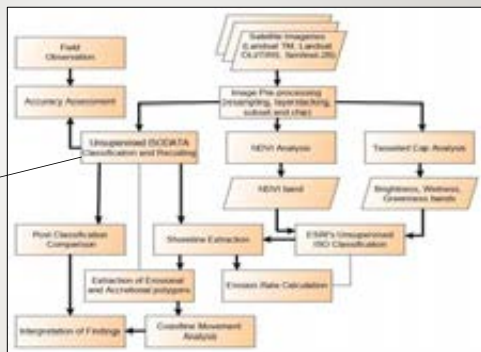 Satellite Imageries
(Landsat TM, Landsat
OLI/TIRS, Sentinel-2B)
Field
Observation
Image Pre-processing
(resampling, layerstacking,
subset and chip)
Accuracy Assessment
Unsupervised ISODATA
Classification and Recoding
NDVI Analysis
Tasseled Cap Analysis
NDVI band
Brightness, Wetness,
Greenness bands
Post Classification
Comparison
Shoreline Extraction
ESRI's Unsupervised
ISO Classification
Extraction of Erosional
and Accretional polygons
Erosion Rate Calculation
Interpretation of Findings
Coastline Movement
Analysis